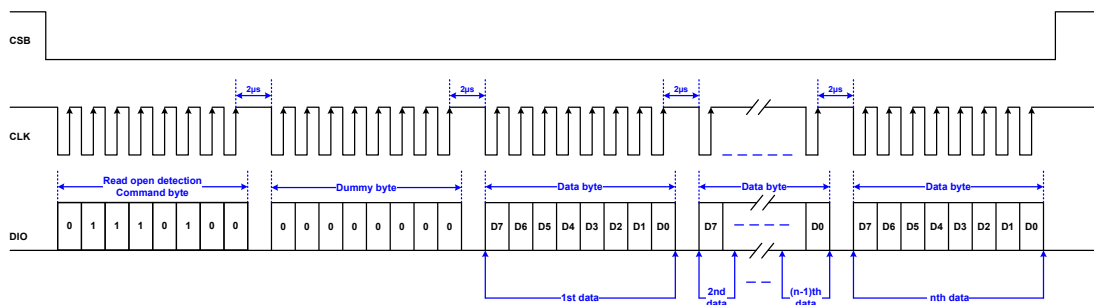 CSB
2µs 2µs 2µs 2µs
CLK
Read open detection
Command byte
Dummy byte Data byte Data byte Data byte
DIO 0 1 1 1 0 1 0 0 0 0 0 0 0 0 0 0 D7 D6 D5 D4 D3 D2 D1 D0 D7 D0 D7 D6 D5 D4 D3 D2 D1 D0
1st data
2nd
data
(n-1)th
data
nth data